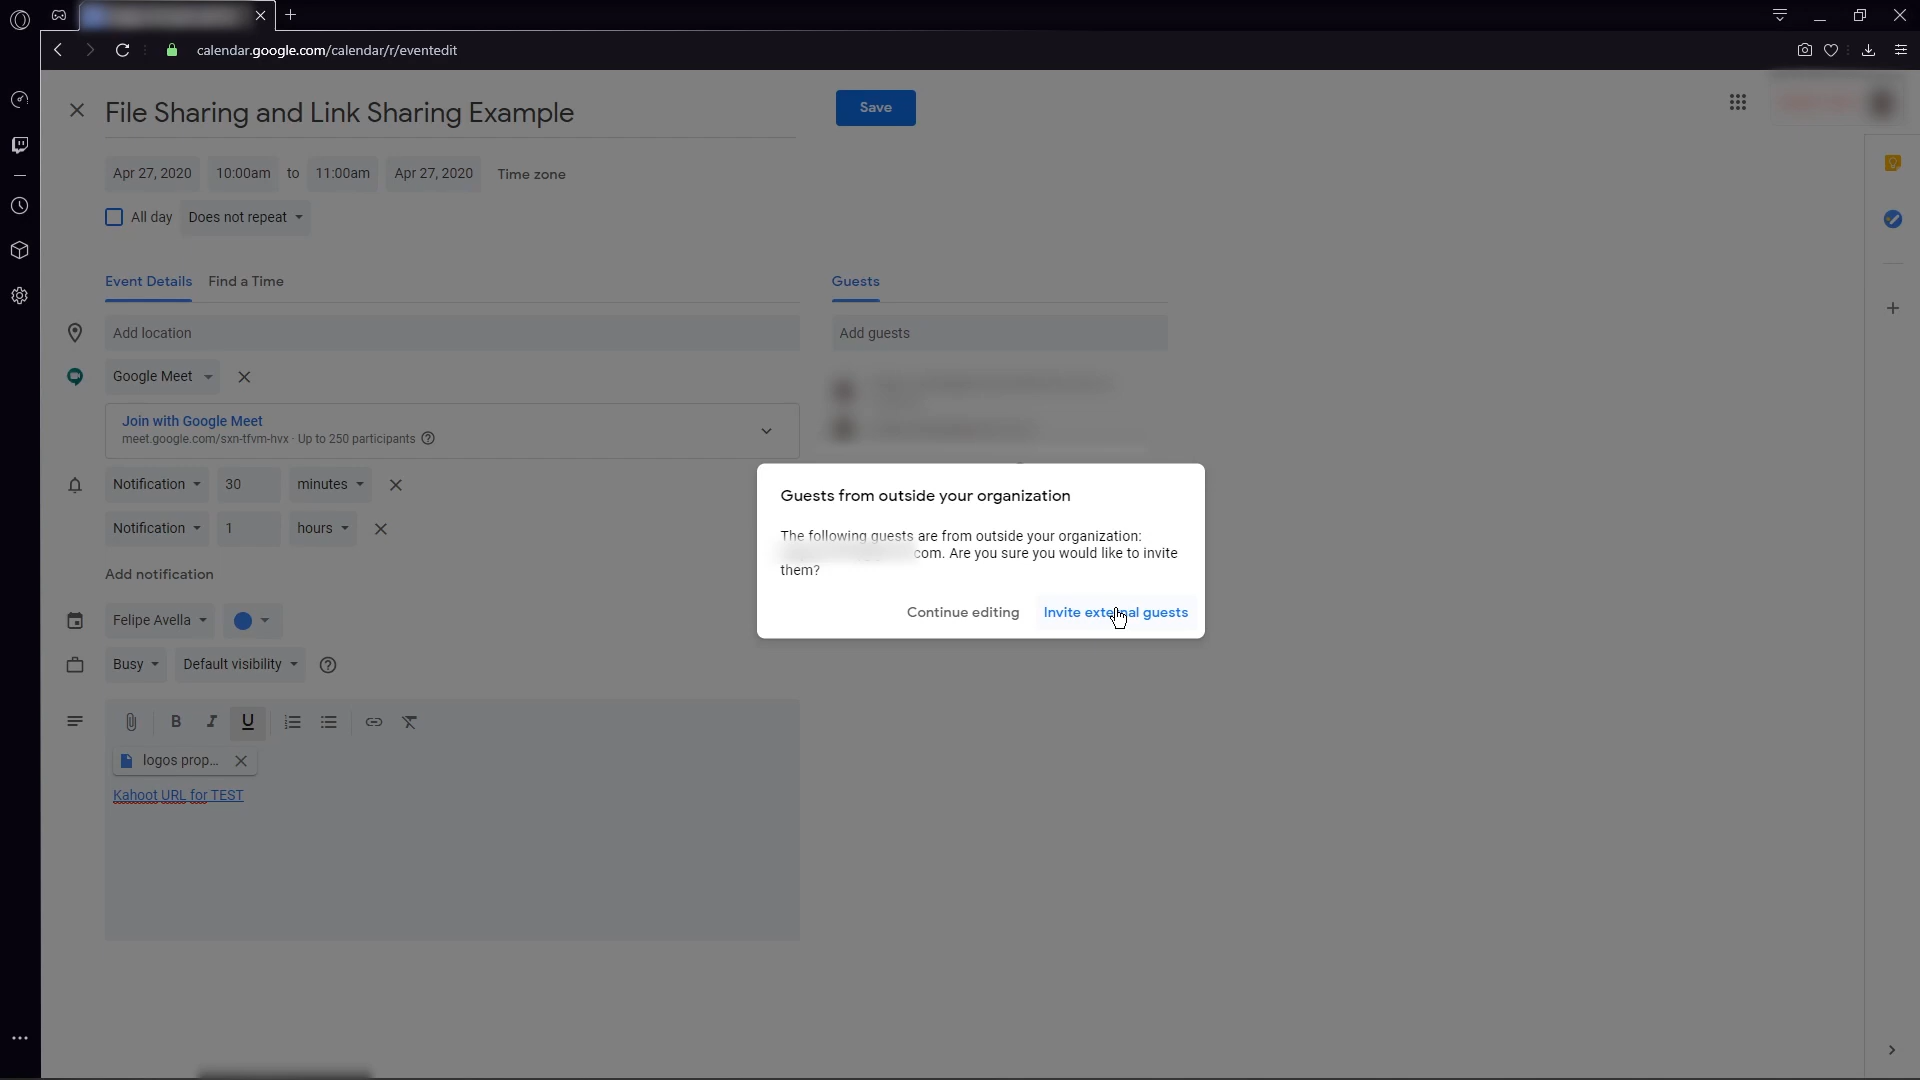 calendar.google.com/calendar/r/eventedit
File Sharing and Link Sharing Example
Save
Apr 27, 2020 10:00am to 11:00am Apr 27, 2020 Time zone
All day Does not repeat
Event Details Find a Time
Guests
Add location
Add guests
Google Meet
Join with Google Meet
meet.google.com/sxn-tfvm-hvx · Up to 250 participants
Notification 30 minutes
Notification 1 hours
Add notification
Felipe Avella
Busy Default visibility
B I U
logos prop...
Kahoot URL for TEST
Guests from outside your organization
The following guests are from outside your organization:
com. Are you sure you would like to invite
them?
Continue editing Invite external guests